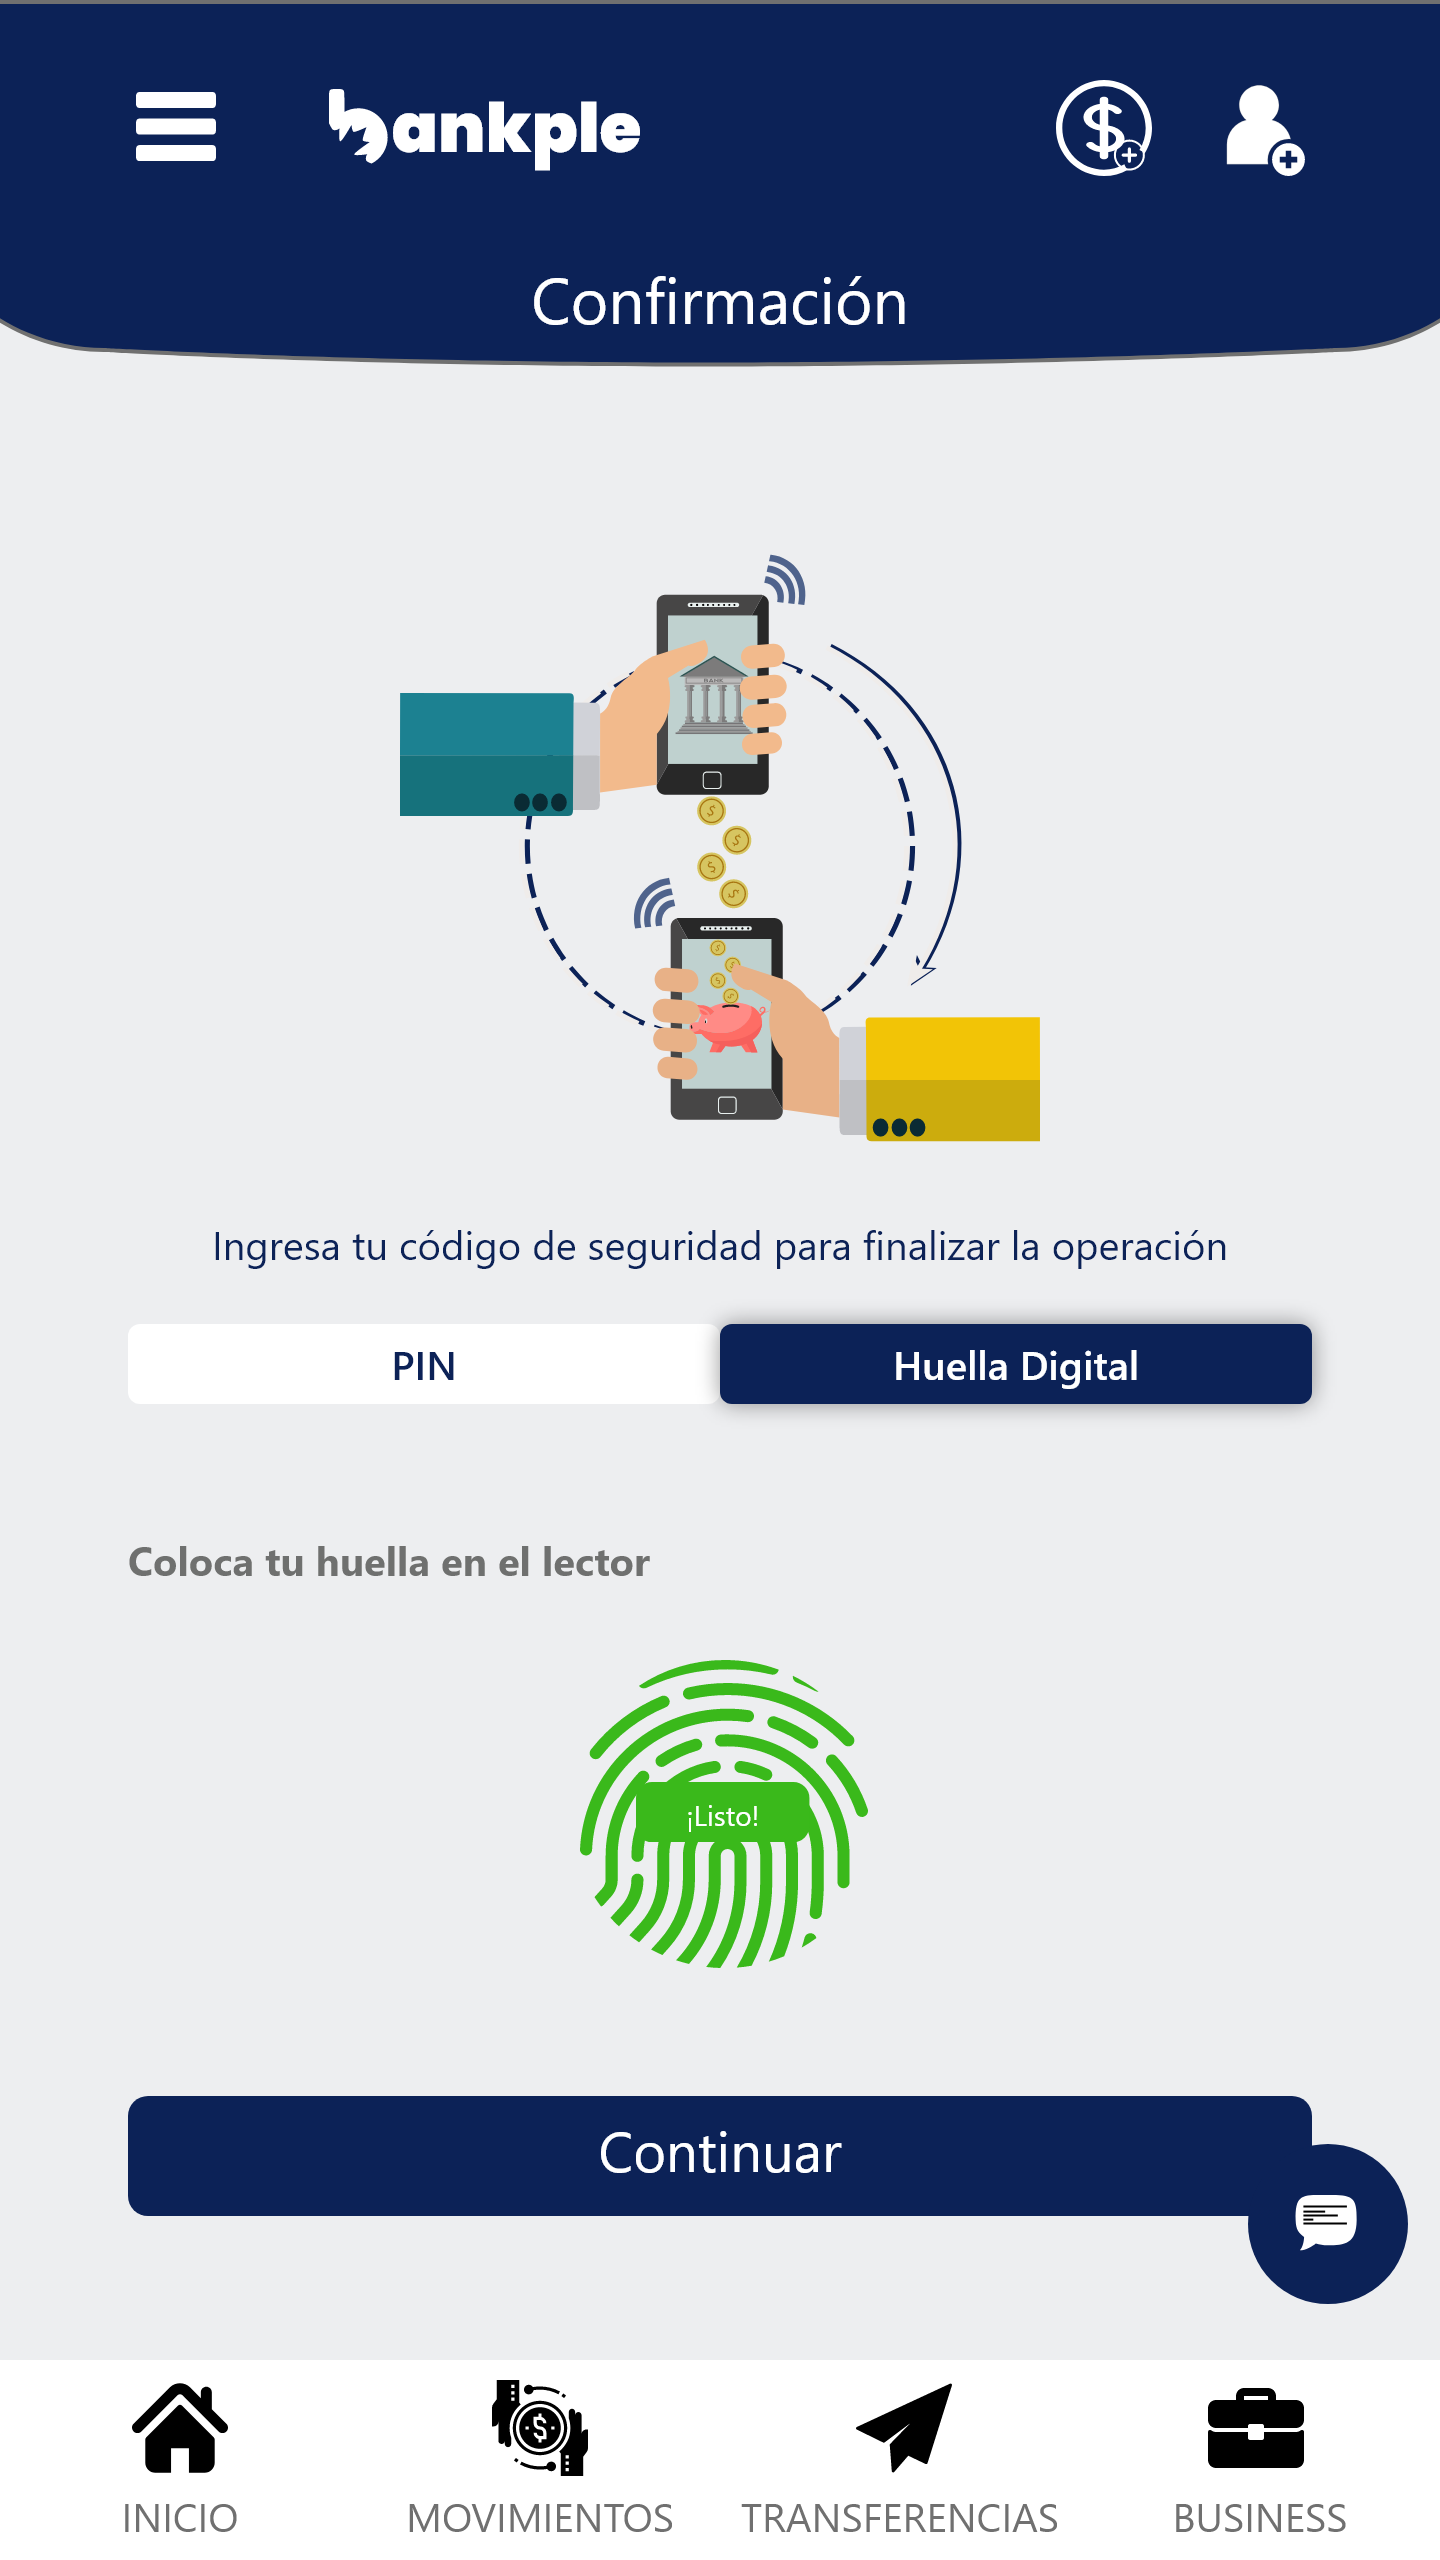 bankple
Confirmación
BANK
Ingresa tu código de seguridad para finalizar la operación
PIN
Huella Digital
Coloca tu huella en el lector
¡Listo!
Continuar
INICIO
MOVIMIENTOS
TRANSFERENCIAS
BUSINESS